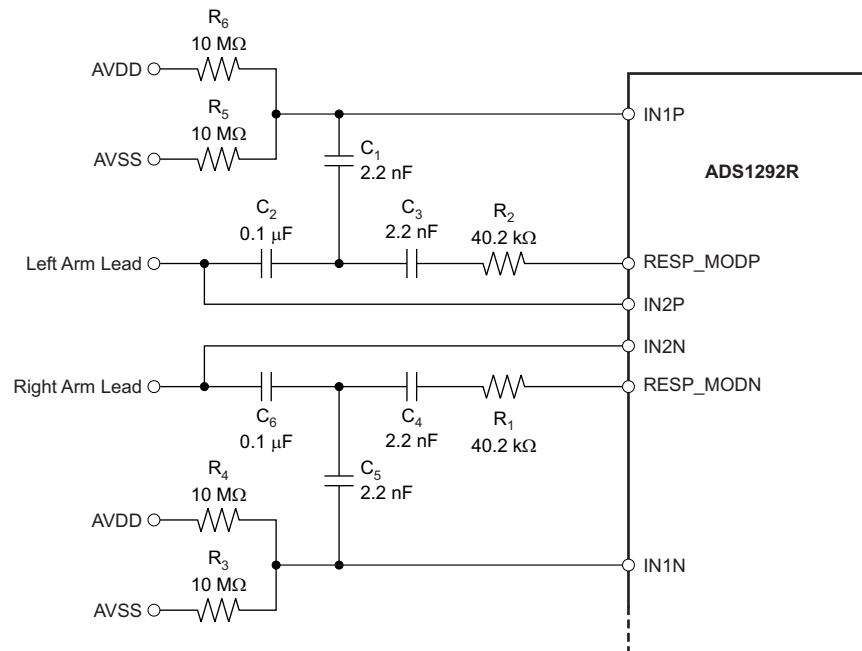 R6
10 MΩ
AVDD
R5
10 MΩ
AVSS
IN1P
C1
2.2 nF
ADS1292R
C2
0.1 μF
C3
2.2 nF
R2
40.2 kΩ
Left Arm Lead
RESP_MODP
IN2P
IN2N
Right Arm Lead
RESP_MODN
C6
0.1 μF
C4
2.2 nF
R1
40.2 kΩ
C5
2.2 nF
R4
10 MΩ
AVDD
R3
10 MΩ
AVSS
IN1N